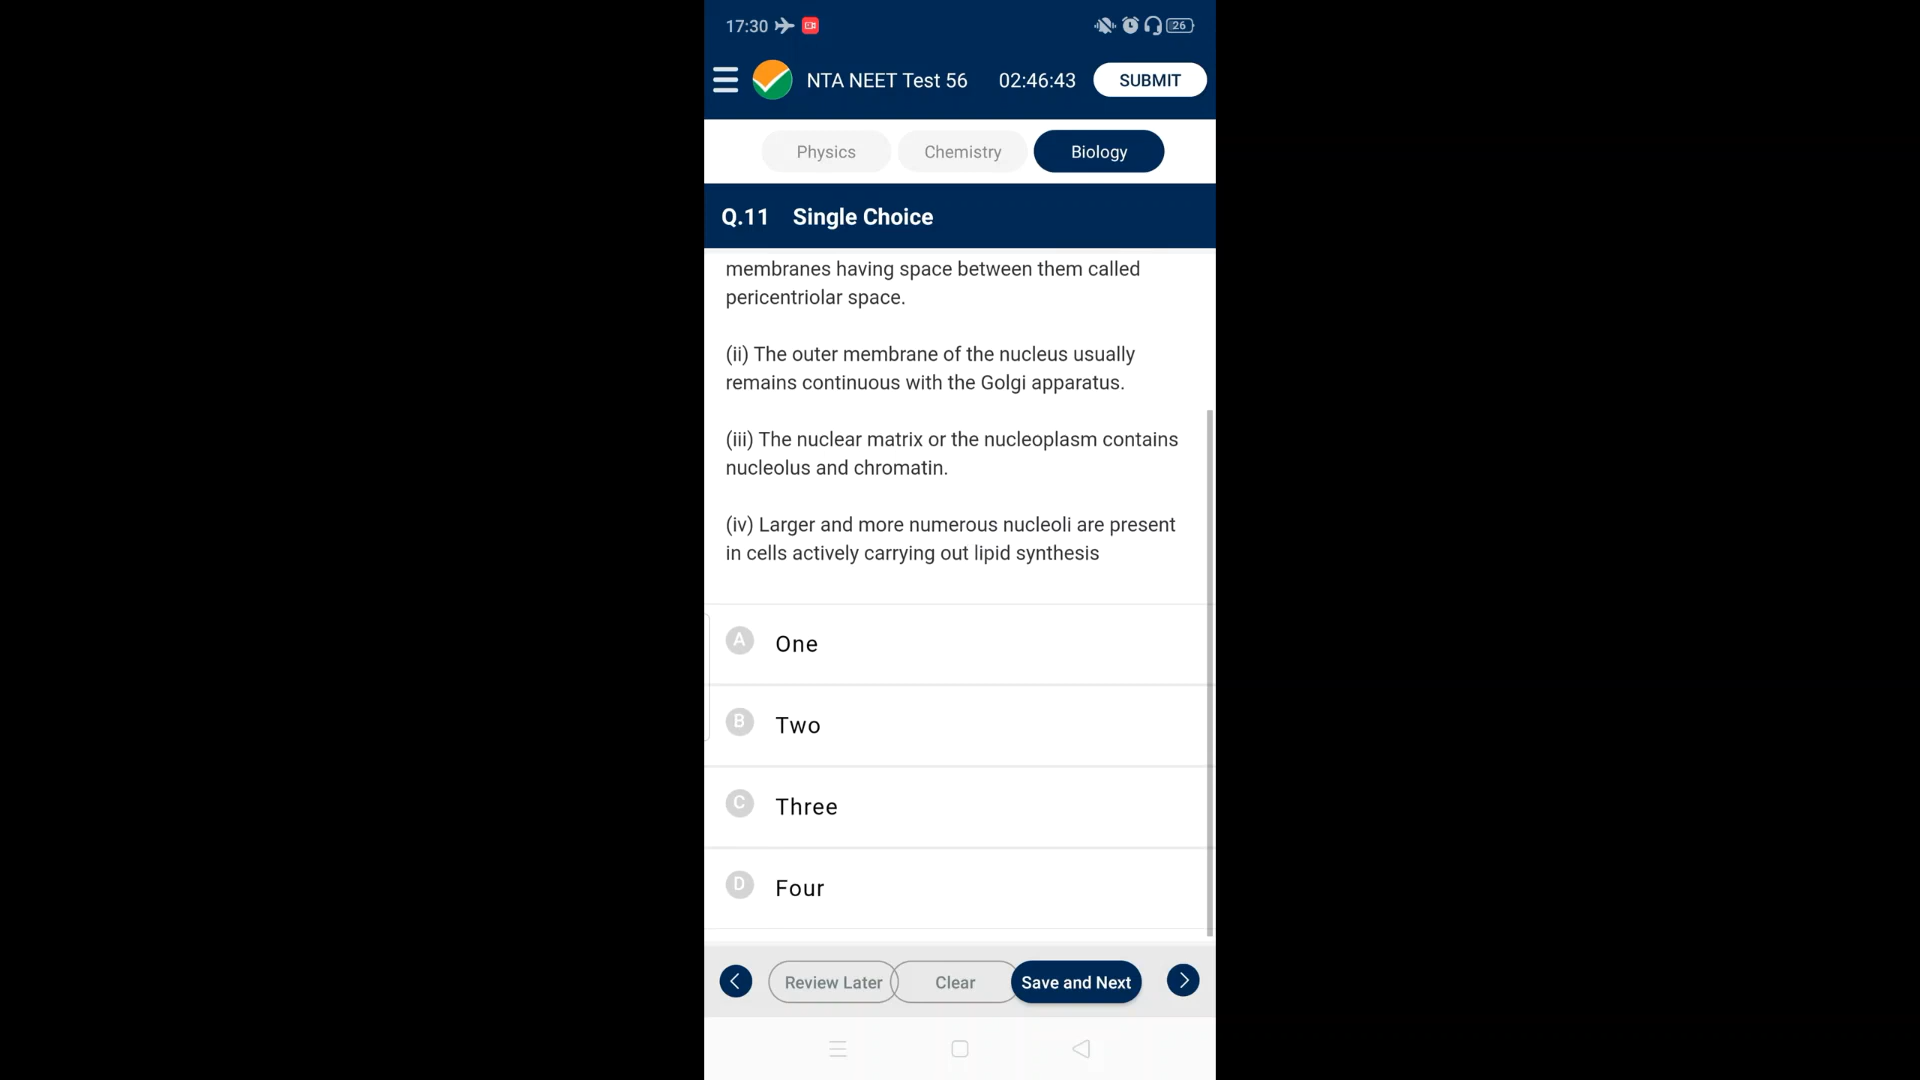 17:30
26
NTA NEET Test 56 02:46:43 SUBMIT
Physics Chemistry Biology
Q.11 Single Choice
membranes having space between them called
pericentriolar space.
(ii) The outer membrane of the nucleus usually
remains continuous with the Golgi apparatus.
(iii) The nuclear matrix or the nucleoplasm contains
nucleolus and chromatin.
(iv) Larger and more numerous nucleoli are present
in cells actively carrying out lipid synthesis
A One
B Two
C Three
D Four
Review Later Clear Save and Next